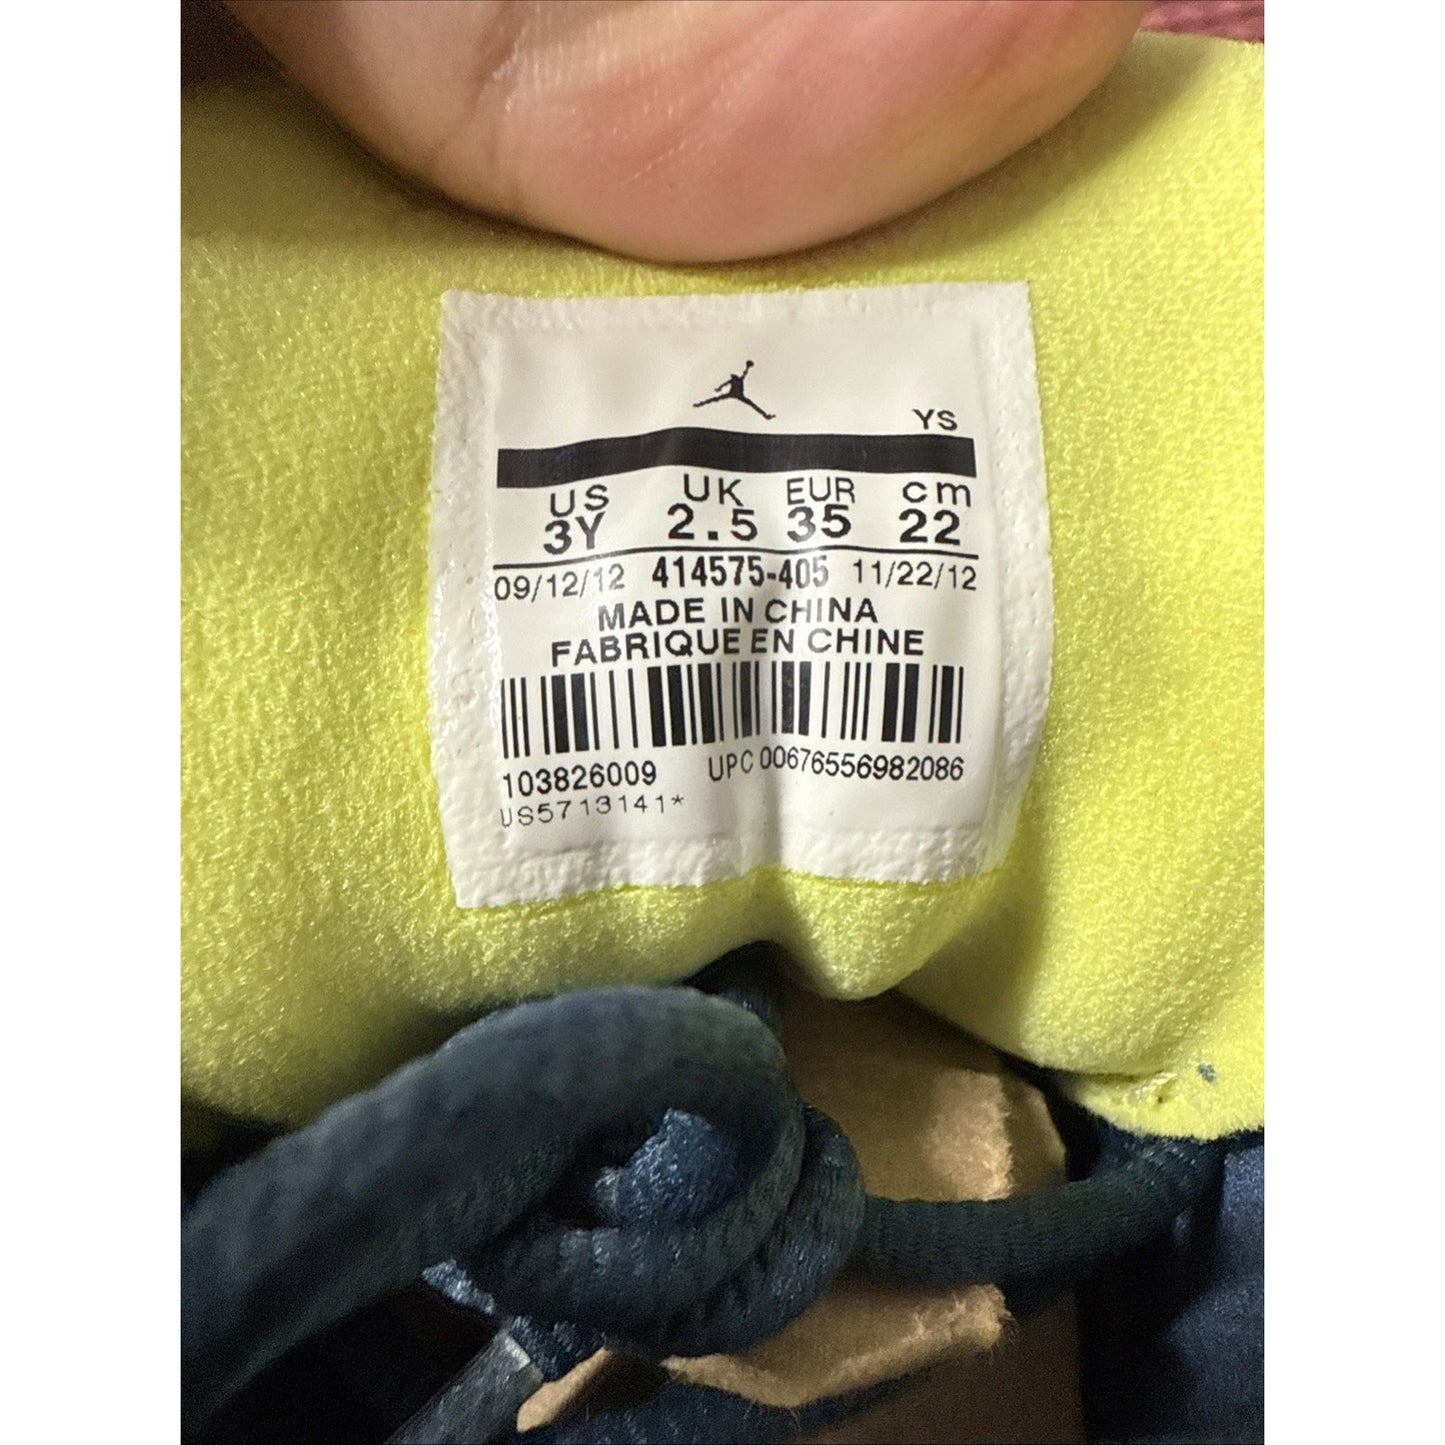 YS
US UK EUR cm
3Y 2.5 35 22
09/12/12 414575-405 11/22/12
MADE IN CHINA
FABRIQUE EN CHINE
103826009 UPC 00676556982086
US5713141*